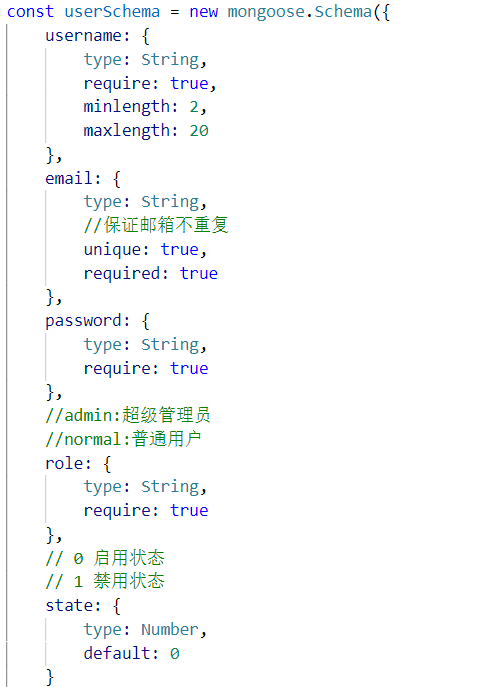 const userSchema = new mongoose.Schema({
    username: {
        type: String,
        require: true,
        minlength: 2,
        maxlength: 20
    },
    email: {
        type: String,
        //保证邮箱不重复
        unique: true,
        required: true
    },
    password: {
        type: String,
        require: true
    },
    //admin:超级管理员
    //normal:普通用户
    role: {
        type: String,
        require: true
    },
    // 0 启用状态
    // 1 禁用状态
    state: {
        type: Number,
        default: 0
    }